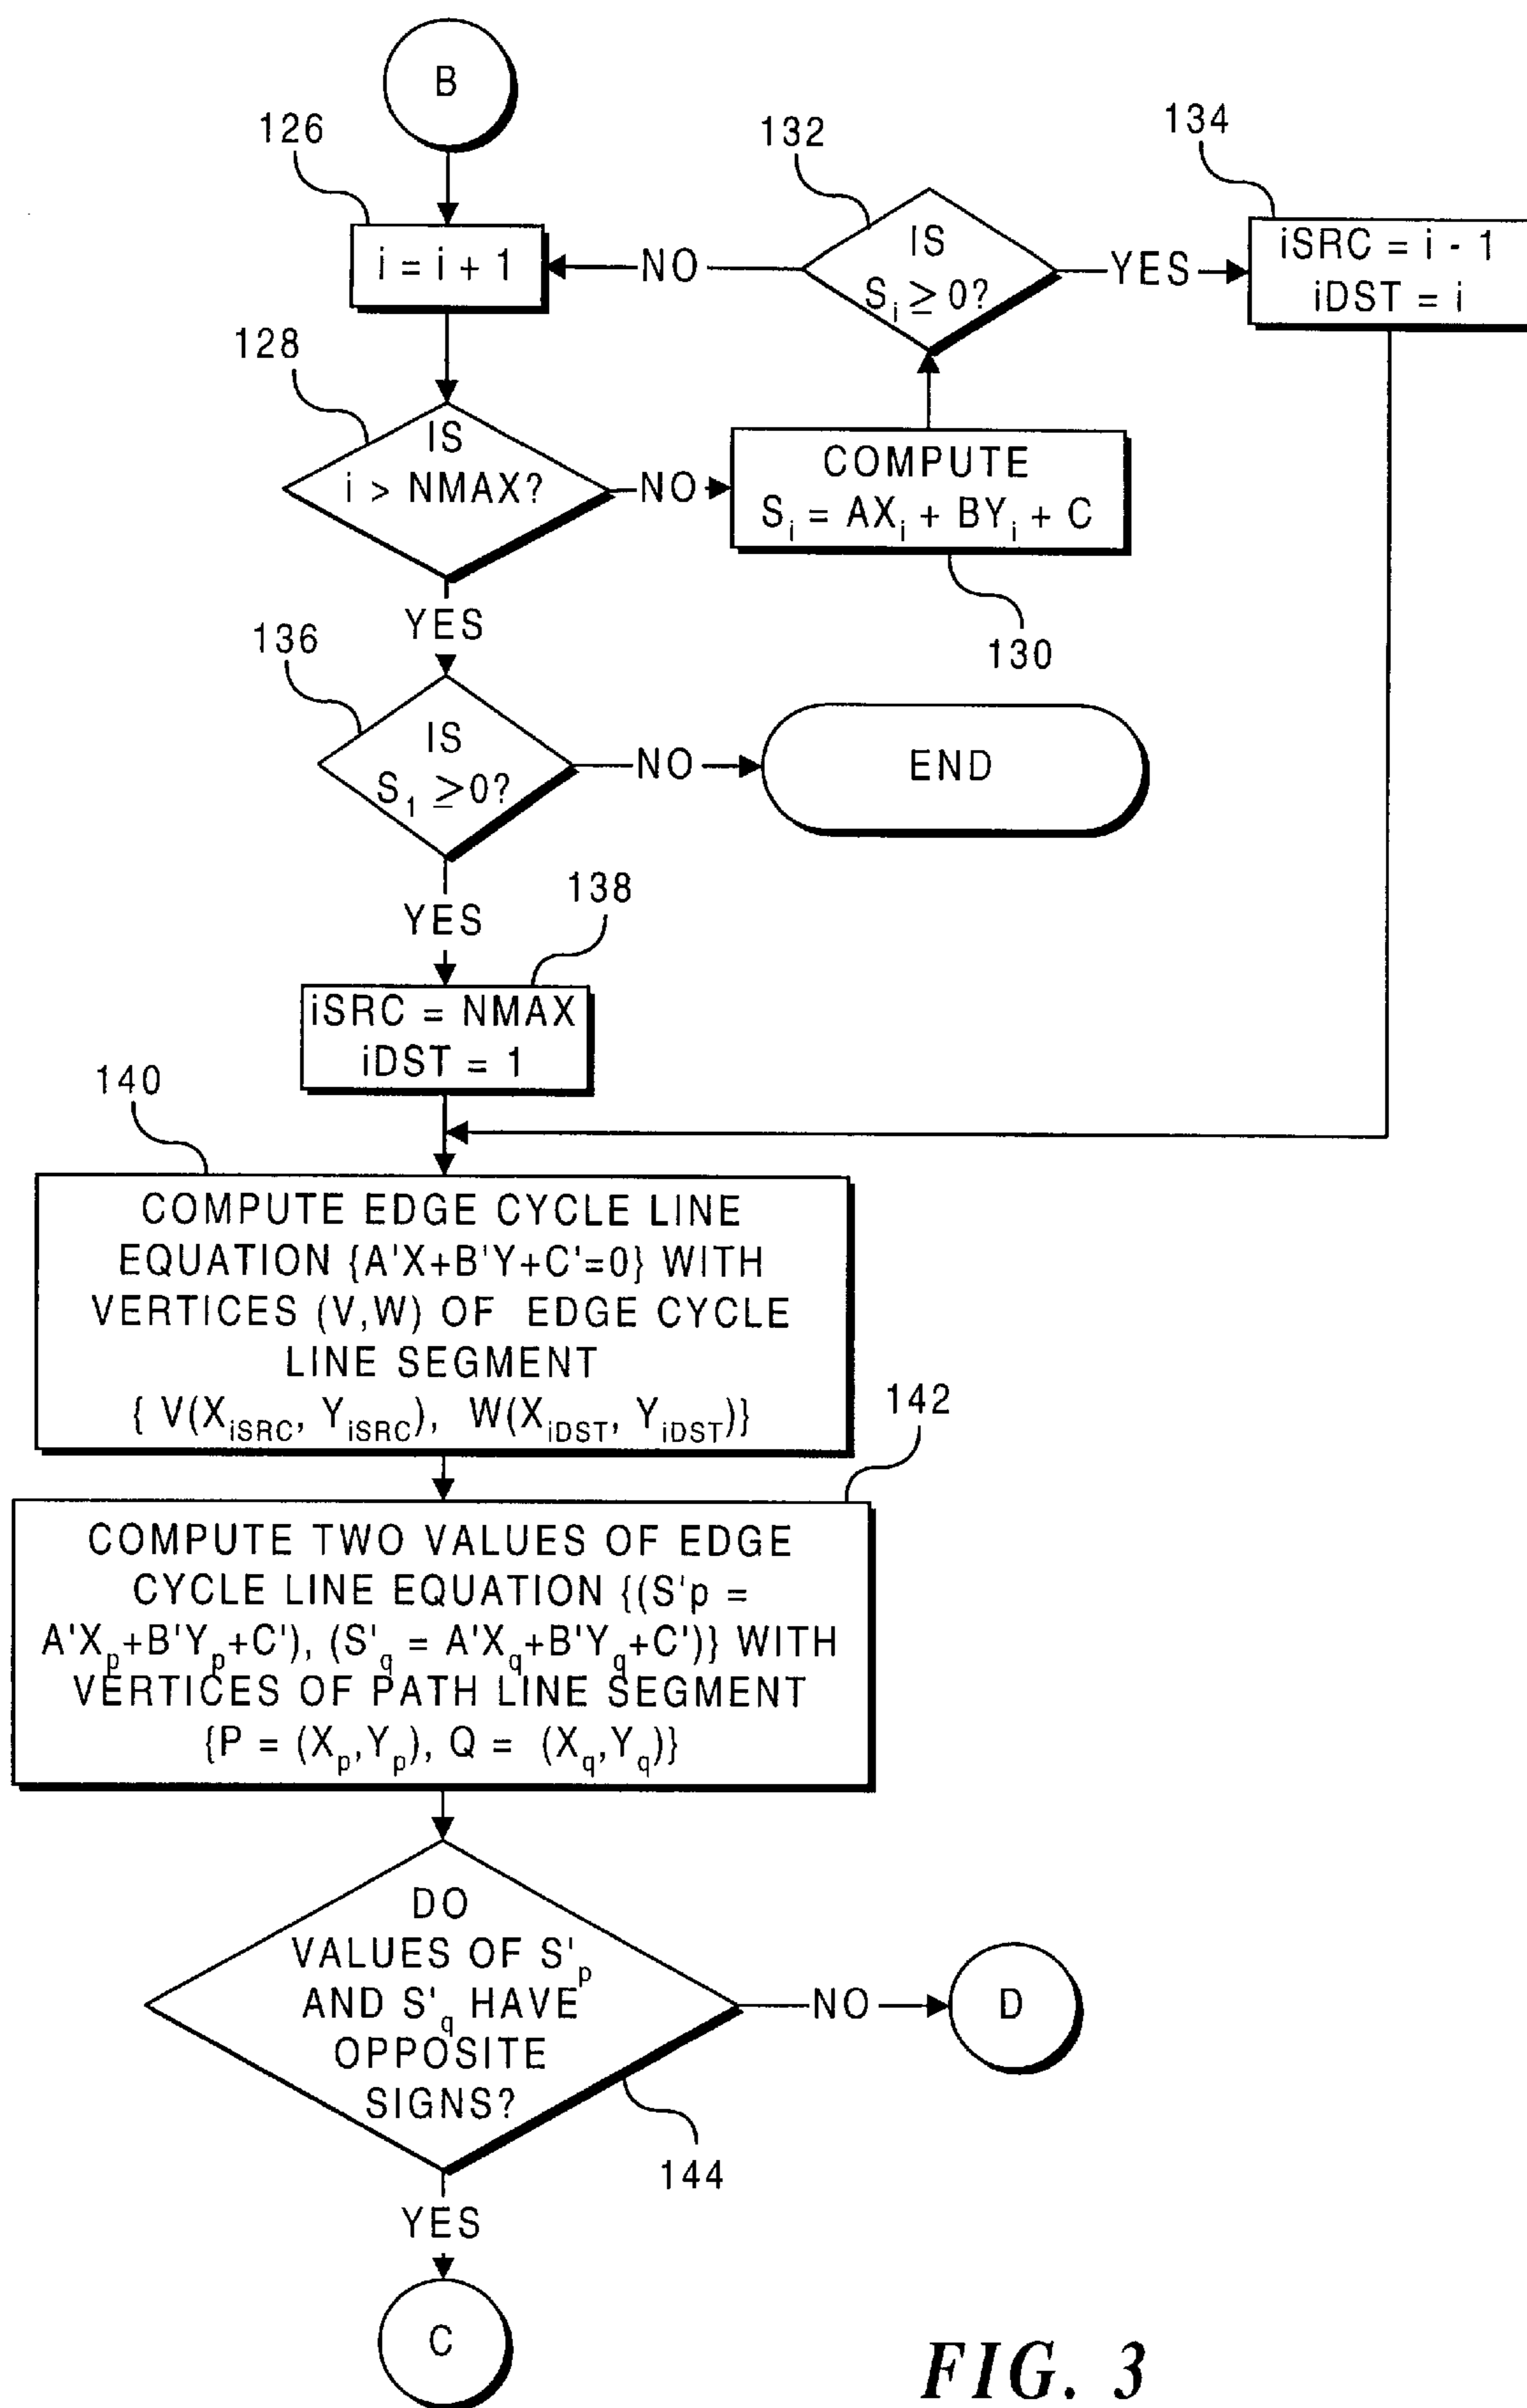 B
126
132
134
i = i + 1
NO
IS
S_i ≥ 0?
YES
iSRC = i - 1
iDST = i
128
IS
i > NMAX?
NO
COMPUTE
S_i = AX_i + BY_i + C
130
YES
136
IS
S_1 ≥ 0?
NO
END
YES
138
iSRC = NMAX
iDST = 1
140
COMPUTE EDGE CYCLE LINE
EQUATION {A'X+B'Y+C'=0} WITH
VERTICES (V,W) OF EDGE CYCLE
LINE SEGMENT
{ V(X_iSRC, Y_iSRC), W(X_iDST, Y_iDST)}
142
COMPUTE TWO VALUES OF EDGE
CYCLE LINE EQUATION {(S'p =
A'X_p+B'Y_p+C'), (S'_q = A'X_q+B'Y_q+C')} WITH
VERTICES OF PATH LINE SEGMENT
{P = (X_p,Y_p), Q = (X_q,Y_q)}
DO
VALUES OF S'_p
AND S'_q HAVE
OPPOSITE
SIGNS?
NO
D
144
YES
C
FIG. 3